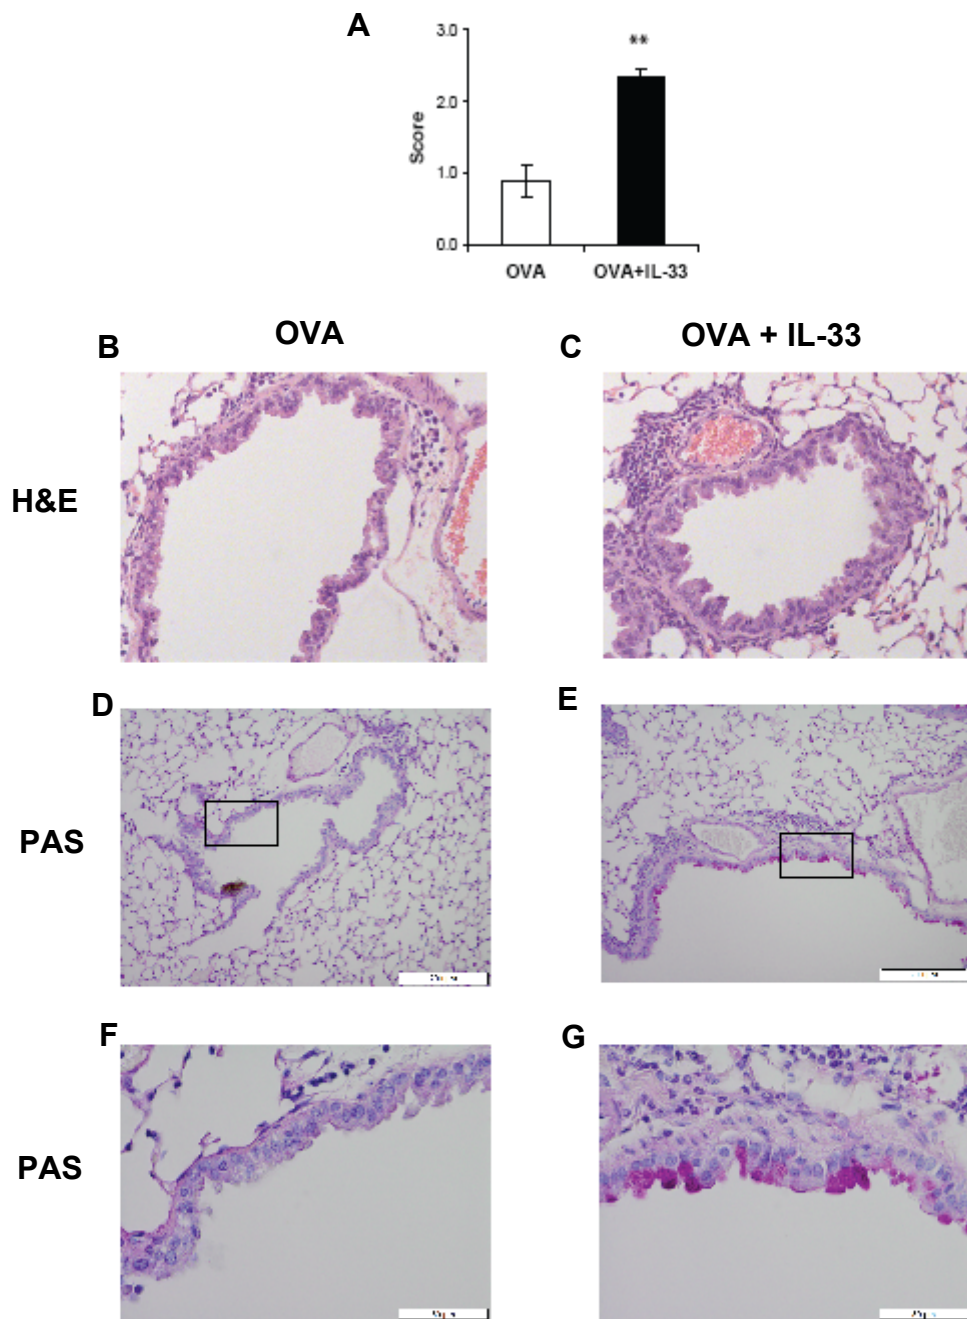 A
3.0
**
2.0
Score
1.0
0.0
OVA
OVA+IL-33
OVA
OVA + IL-33
B
C
H&E
D
E
PAS
F
G
PAS